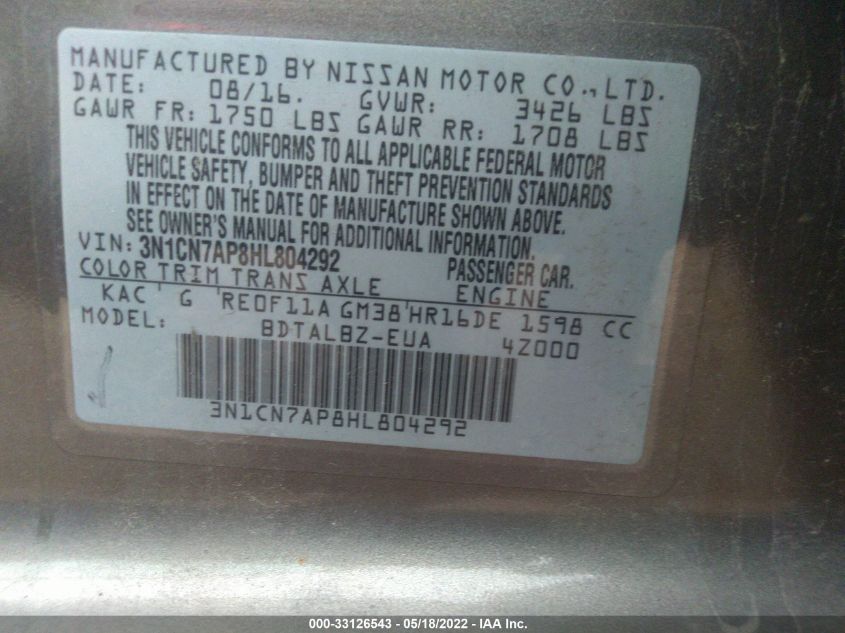 MANUFACTURED BY NISSAN MOTOR CO., LTD.
DATE: 08/16. GVWR: 3426 LBS
GAWR FR: 1750 LBS GAWR RR: 1708 LBS
THIS VEHICLE CONFORMS TO ALL APPLICABLE FEDERAL MOTOR
VEHICLE SAFETY, BUMPER AND THEFT PREVENTION STANDARDS
IN EFFECT ON THE DATE OF MANUFACTURE SHOWN ABOVE.
SEE OWNER'S MANUAL FOR ADDITIONAL INFORMATION.
VIN: 3N1CN7AP8HL804292 PASSENGER CAR.
COLOR TRIM TRANS AXLE ENGINE
KAC' G 'RE0F11A GM38'HR16DE 1598 CC
MODEL: BDTALBZ-EUA 4Z000
3N1CN7AP8HL804292
000-33126543 — 05/18/2022 — IAA Inc.